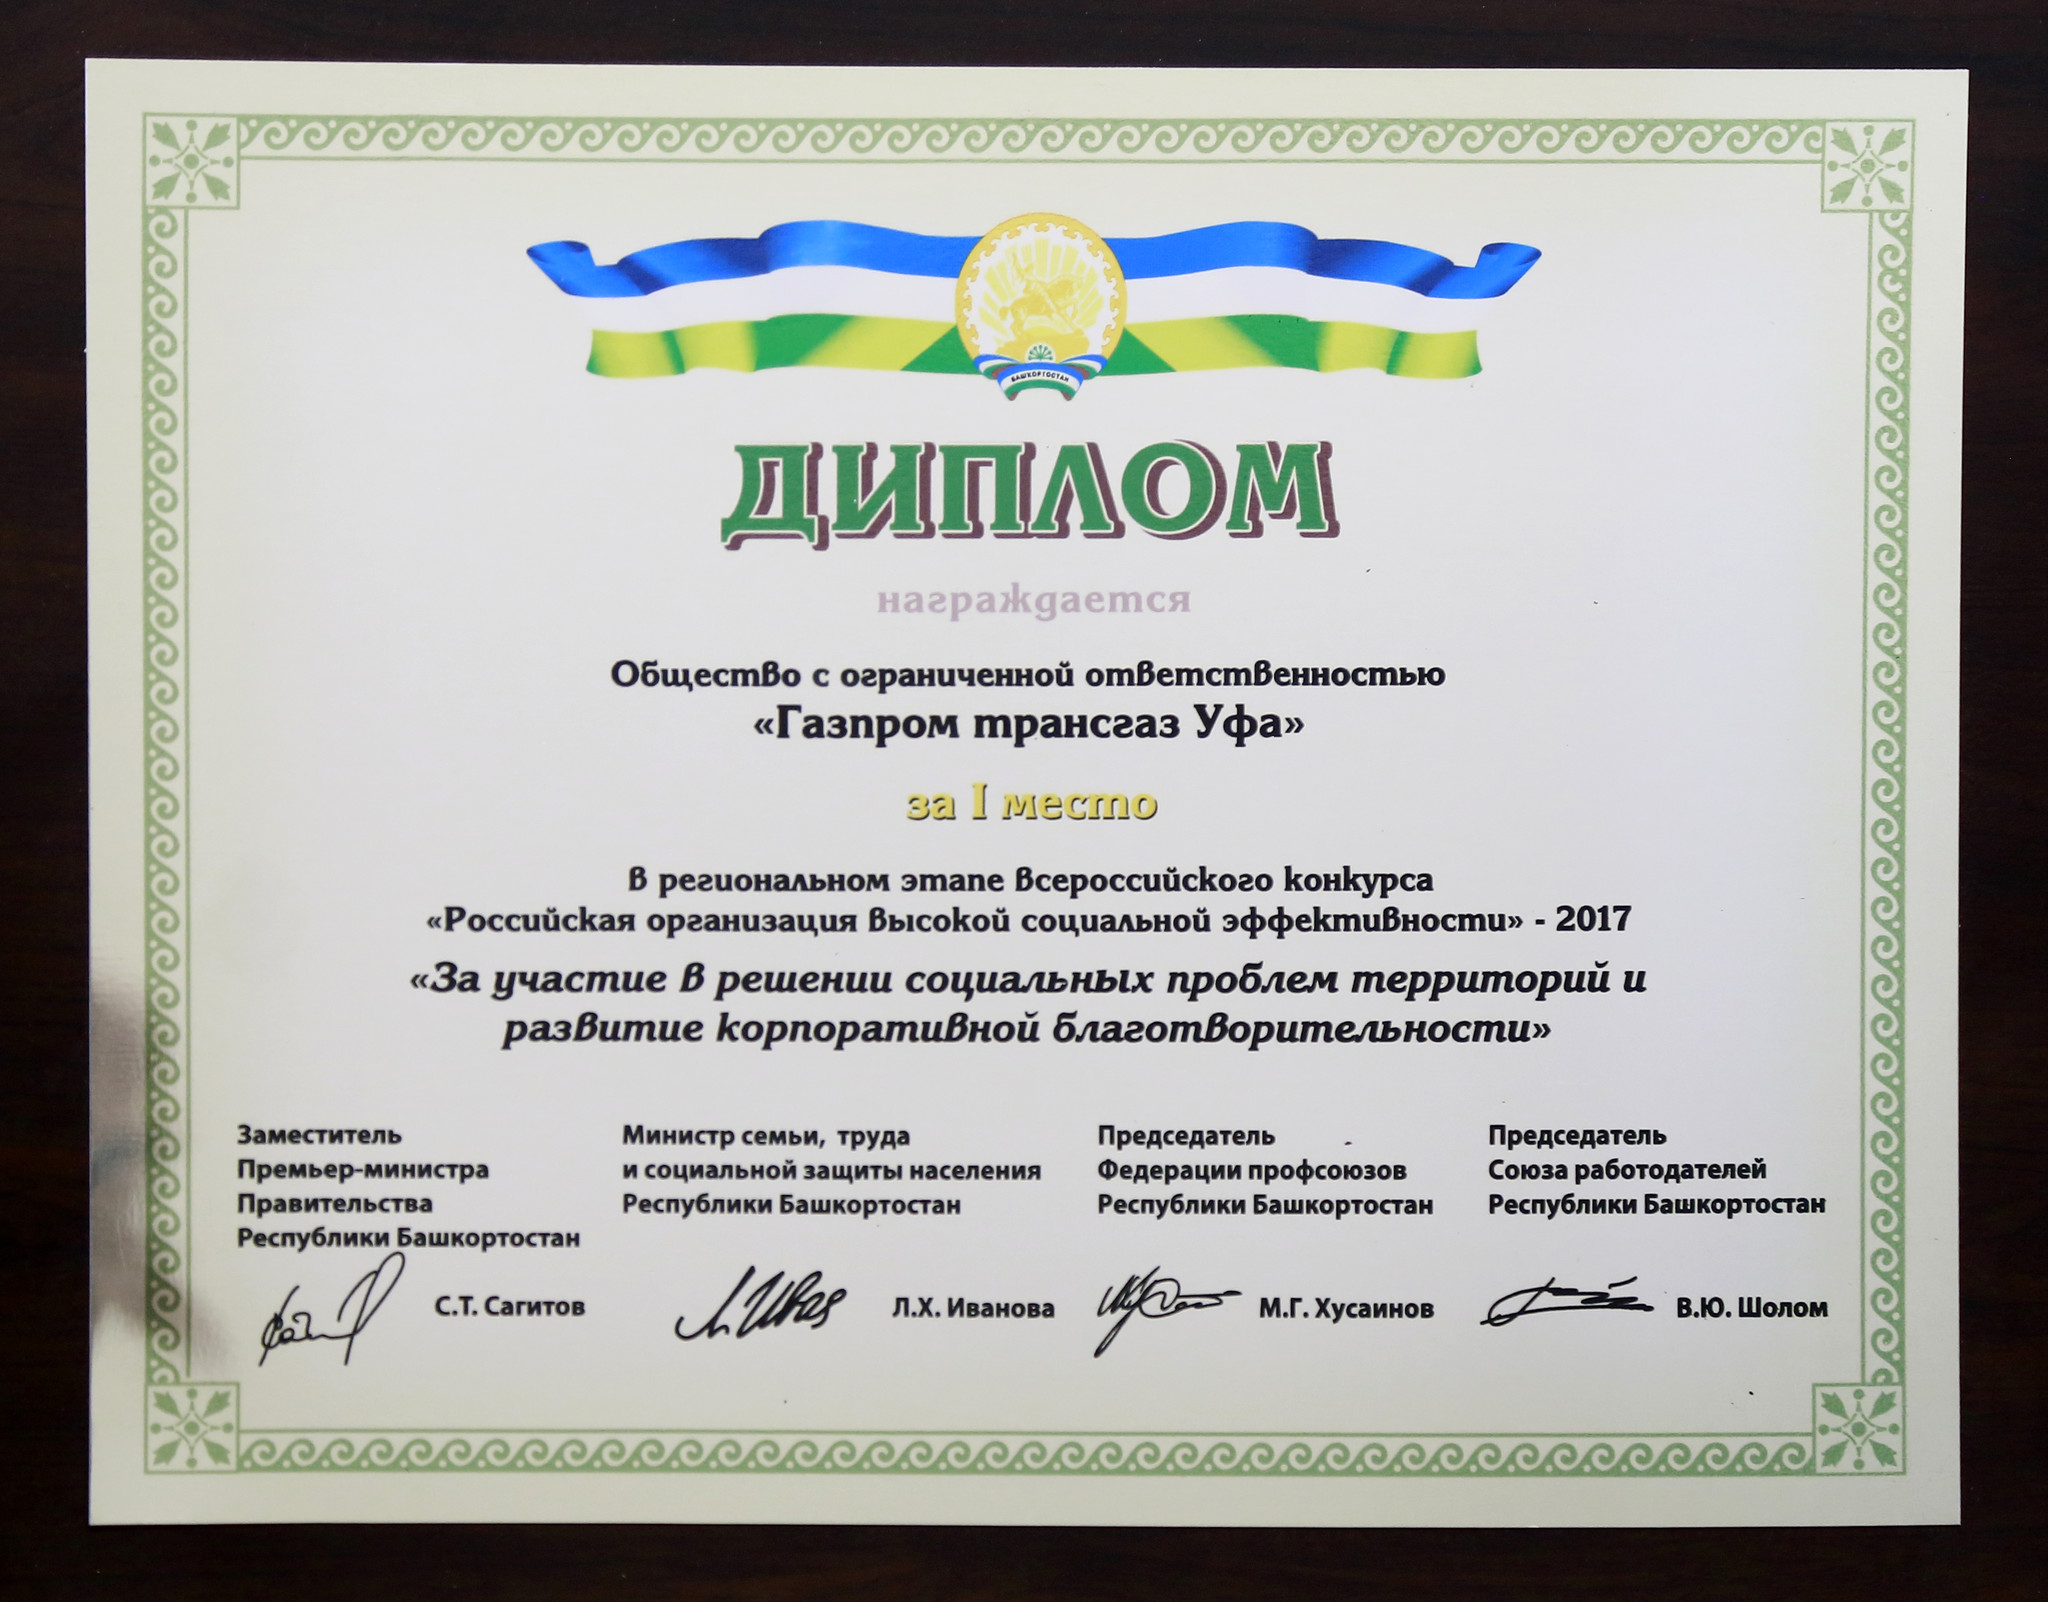 БАШКОРТОСТАН
ДИПЛОМ
награждается
Общество с ограниченной ответственностью
«Газпром трансгаз Уфа»
за I место
в региональном этапе всероссийского конкурса
«Российская организация высокой социальной эффективности» - 2017
«За участие в решении социальных проблем территорий и
развитие корпоративной благотворительности»
Заместитель
Премьер-министра
Правительства
Республики Башкортостан
С.Т. Сагитов
Министр семьи, труда
и социальной защиты населения
Республики Башкортостан
Л.Х. Иванова
Председатель
Федерации профсоюзов
Республики Башкортостан
М.Г. Хусаинов
Председатель
Союза работодателей
Республики Башкортостан
В.Ю. Шолом